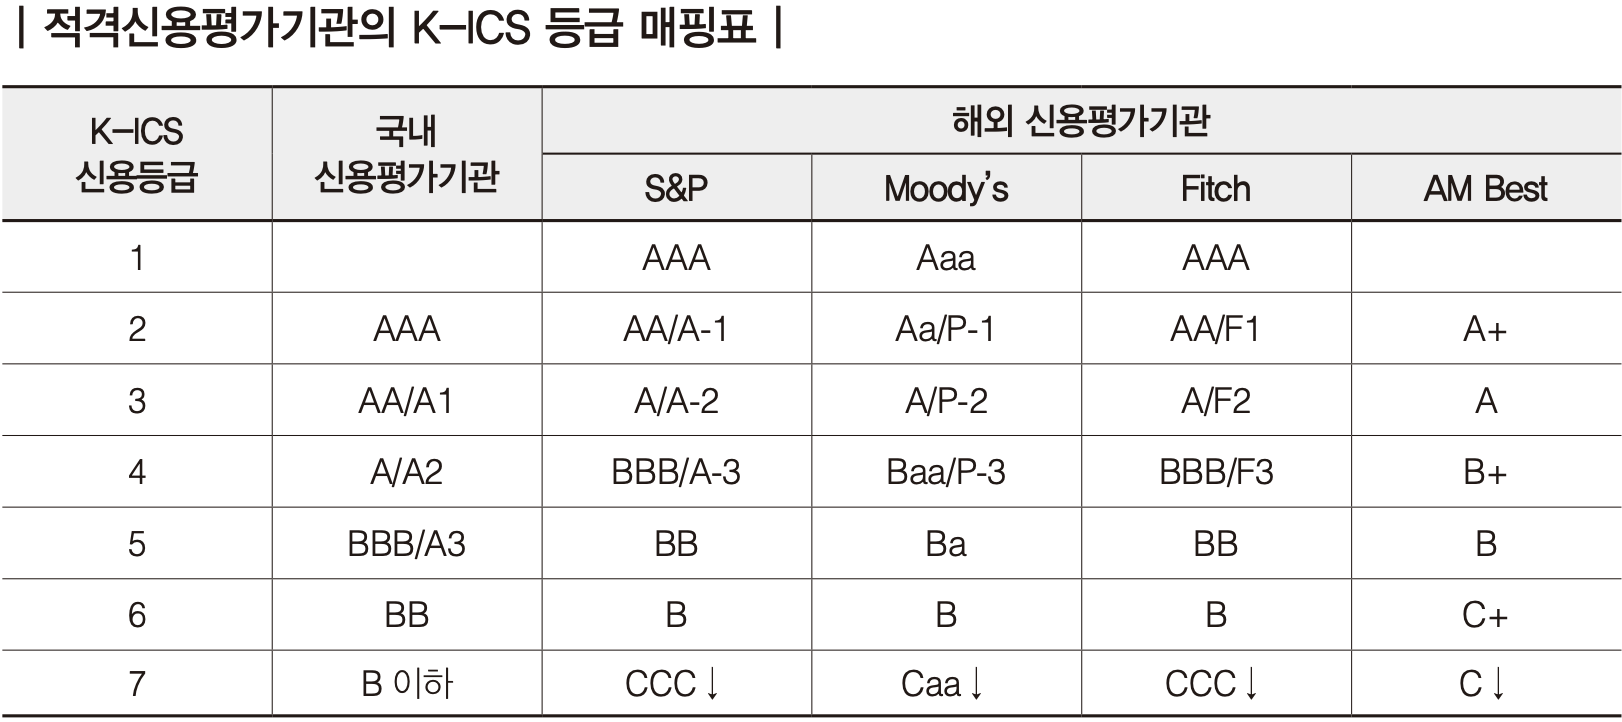 | 적격신용평가기관의 K-ICS 등급 매핑표 |
K-ICS 신용등급 국내 신용평가기관 해외 신용평가기관
S&P Moody's Fitch AM Best
1 AAA Aaa AAA
2 AAA AA/A-1 Aa/P-1 AA/F1 A+
3 AA/A1 A/A-2 A/P-2 A/F2 A
4 A/A2 BBB/A-3 Baa/P-3 BBB/F3 B+
5 BBB/A3 BB Ba BB B
6 BB B B B C+
7 B 이하 CCC↓ Caa↓ CCC↓ C↓